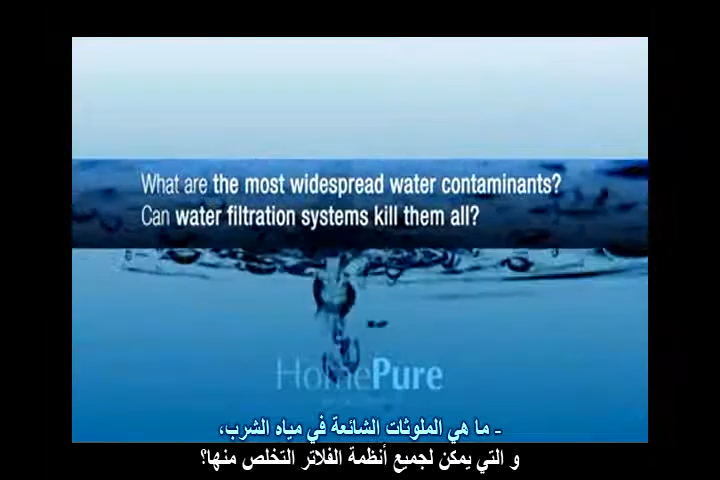 What are the most widespread water contaminants?
Can water filtration systems kill them all?
HomePure
- ما هي الملوثات الشائعة في مياه الشرب،
و التي يمكن لجميع أنظمة الفلاتر التخلص منها؟